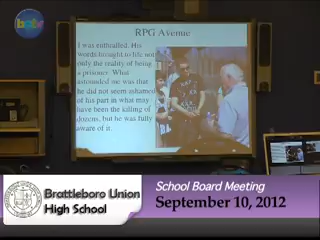 bctv
RPG Avenue
I was enthralled. His
words brought to life not
only the reality of being
a prisoner. What
astounded me was that
he did not seem ashamed
of his part in what may
have been the killing of
dozens, but he was fully
aware of it.
Brattleboro Union
High School
School Board Meeting
September 10, 2012